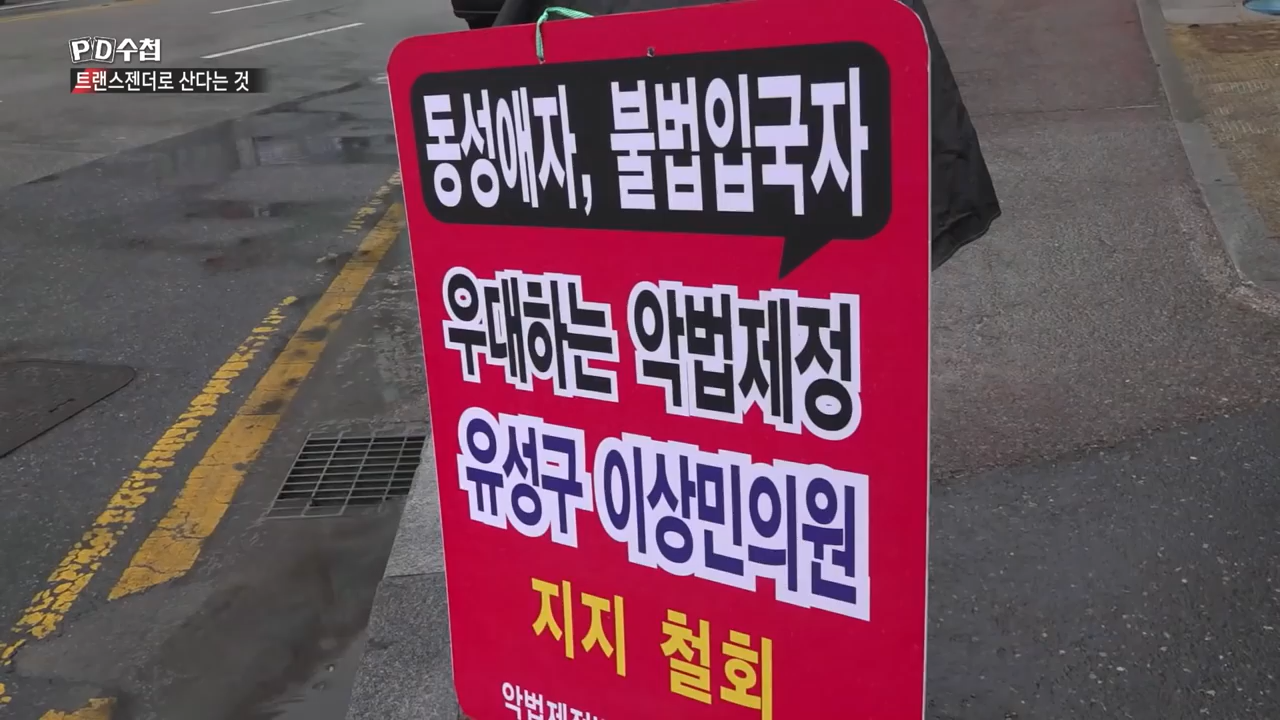 PD수첩
트랜스젠더로 산다는 것
동성애자, 불법입국자
우대하는 악법제정
유성구 이상민의원
지지 철회